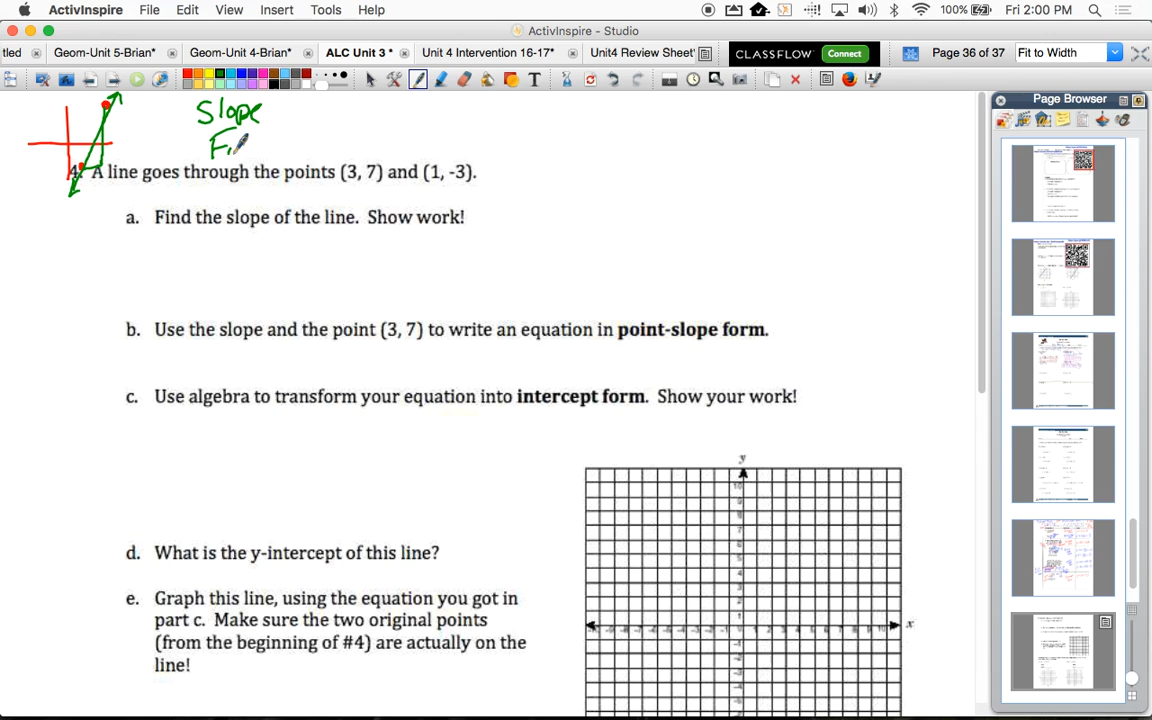 ActivInspire File Edit View Insert Tools Help 100% Fri 2:00 PM
ActivInspire - Studio
tled Geom-Unit 5-Brian* Geom-Unit 4-Brian* ALC Unit 3 * Unit 4 Intervention 16-17* Unit4 Review Sheet* CLASSFLOW Connect Page 36 of 37 Fit to Width
Page Browser
Slope
4. A line goes through the points (3, 7) and (1, -3).
a. Find the slope of the line. Show work!
b. Use the slope and the point (3, 7) to write an equation in point-slope form.
c. Use algebra to transform your equation into intercept form. Show your work!
y
d. What is the y-intercept of this line?
e. Graph this line, using the equation you got in
part c. Make sure the two original points
(from the beginning of #4) are actually on the
line!
x